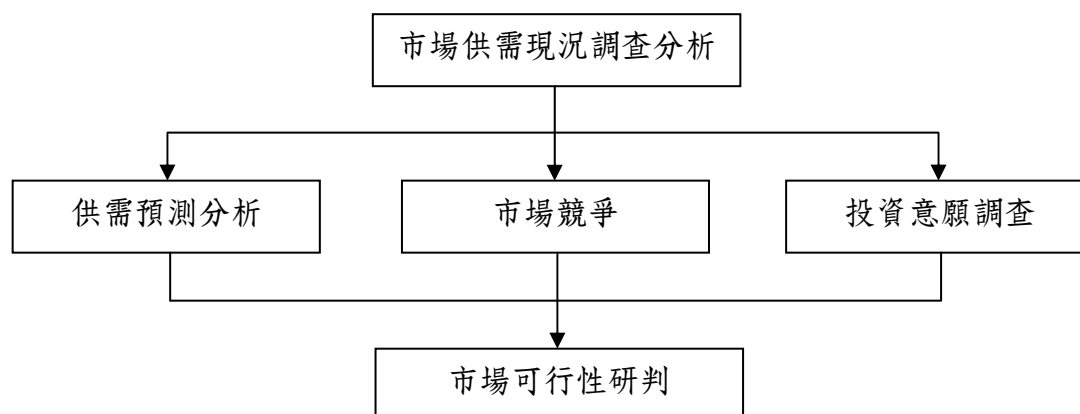 市場供需現況調查分析
供需預測分析
市場競爭
投資意願調查
市場可行性研判